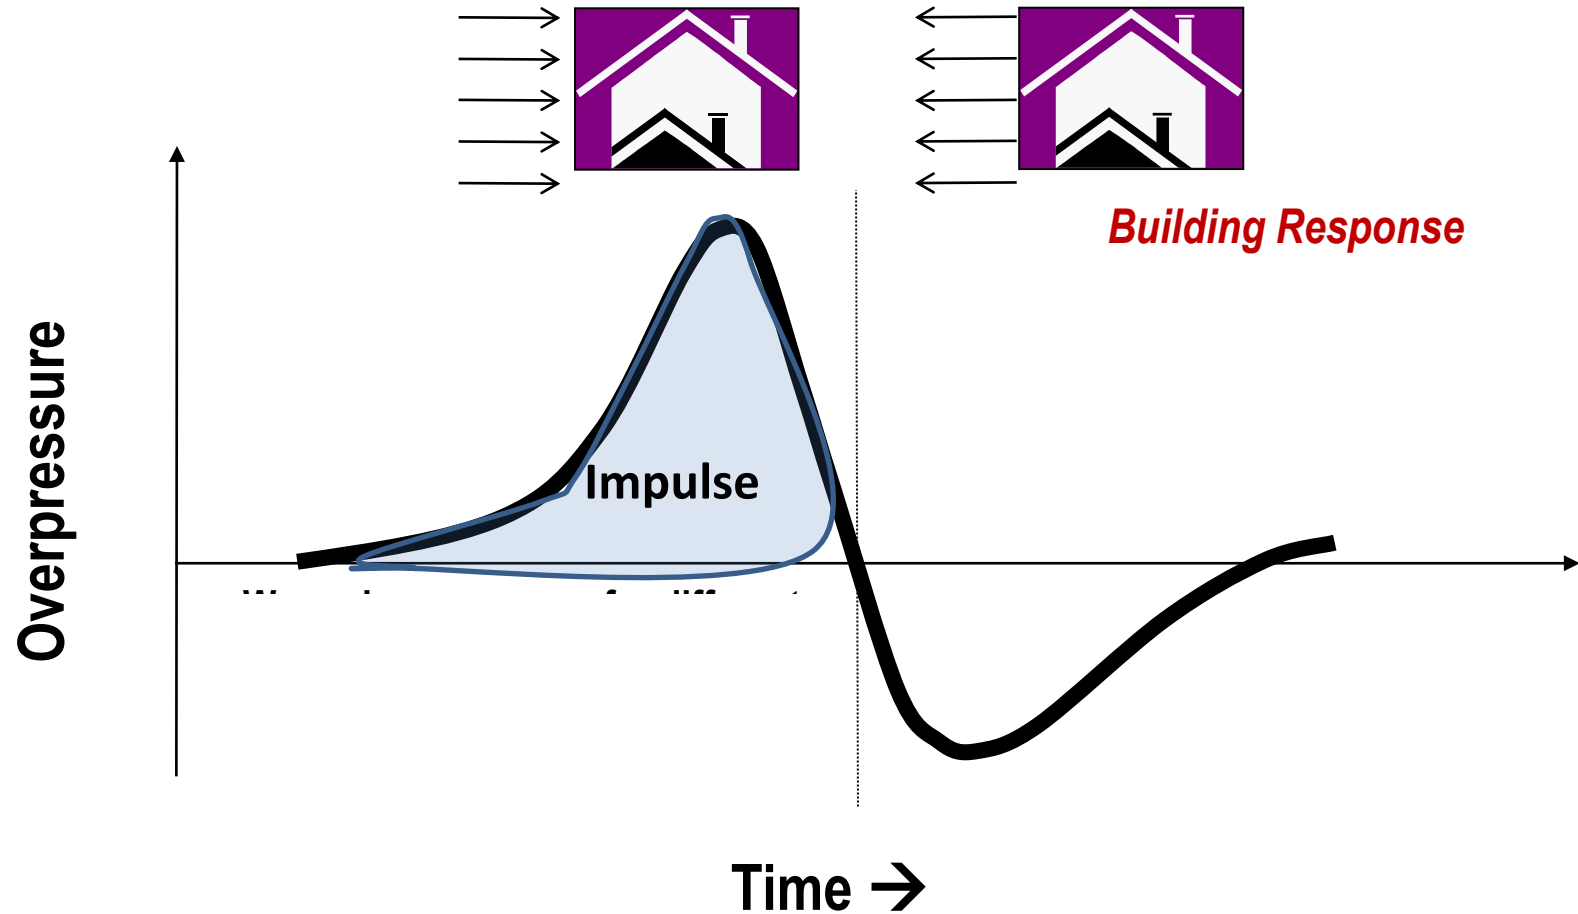 Building Response
Overpressure
Impulse
Time →